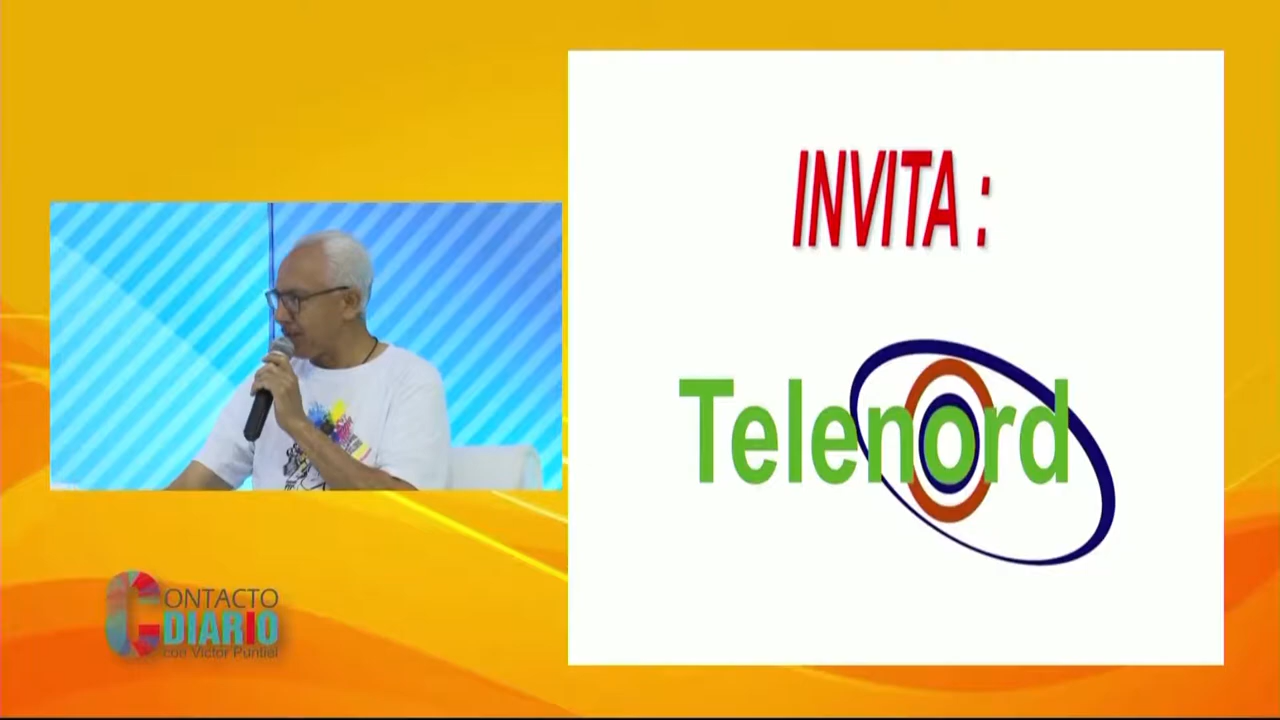 INVITA :
Telenord
CONTACTO
DIARIO
con Victor Puntiel